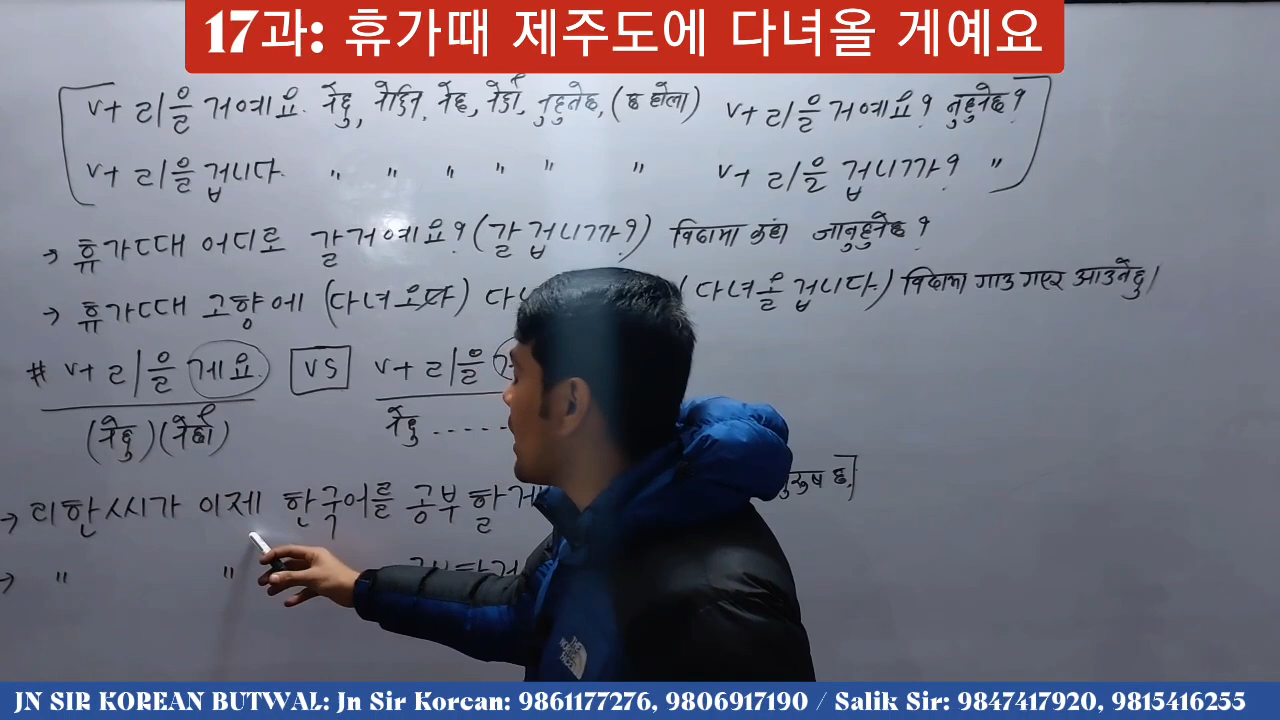 17과: 휴가때 제주도에 다녀올 게예요
V+ ㄹ/을 거예요. नेछु, नेछिन्, नेछ, नेछौं, नुहुनेछ, (छ होला) V+ ㄹ/을 거예요? नुहुनेछ?
V+ ㄹ/을 겁니다. " " " " " V+ ㄹ/을 겁니까? "
→ 휴가때 어디로 갈거예요? (갈 겁니까?) विदामा कहाँ जानुहुनेछ?
→ 휴가때 고향에 (다녀오다) (다녀올 겁니다.) विदामा गाउ गएर आउनेछु।
# V+ ㄹ/을 게요. VS V+ ㄹ/을
(नेछु) (नेछौं) नेछु ......
→ 리한씨가 이제 한국어를 공부 할게
→ " "
THE NORTH FACE
JN SIR KOREAN BUTWAL: Jn Sir Korean: 9861177276, 9806917190 / Salik Sir: 9847417920, 9815416255